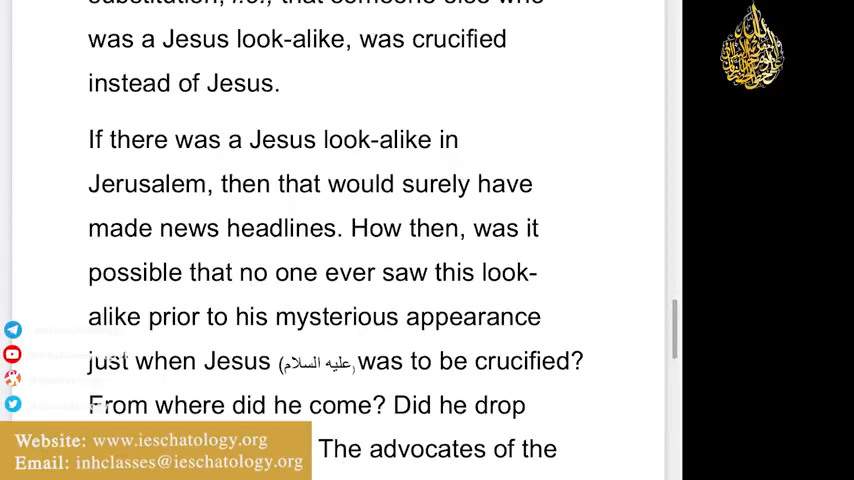 was a Jesus look-alike, was crucified
instead of Jesus.
If there was a Jesus look-alike in
Jerusalem, then that would surely have
made news headlines. How then, was it
possible that no one ever saw this look-
alike prior to his mysterious appearance
just when Jesus (عليه السلام) was to be crucified?
From where did he come? Did he drop
The advocates of the
Website: www.ieschatology.org
Email: inhclasses@ieschatology.org